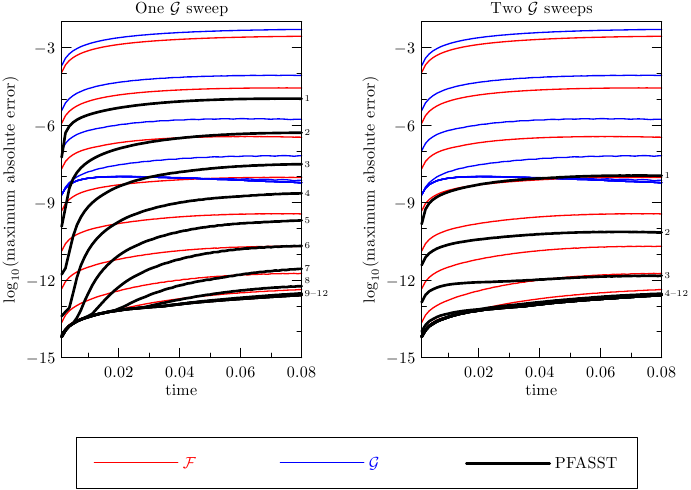 One 𝒢 sweep
log10(maximum absolute error)
−3
−6
−9
−12
−15
0.02 0.04 0.06 0.08
time
1
2
3
4
5
6
7
8
9–12
Two 𝒢 sweeps
log10(maximum absolute error)
−3
−6
−9
−12
−15
0.02 0.04 0.06 0.08
time
1
2
3
4–12
ℱ 𝒢 PFASST